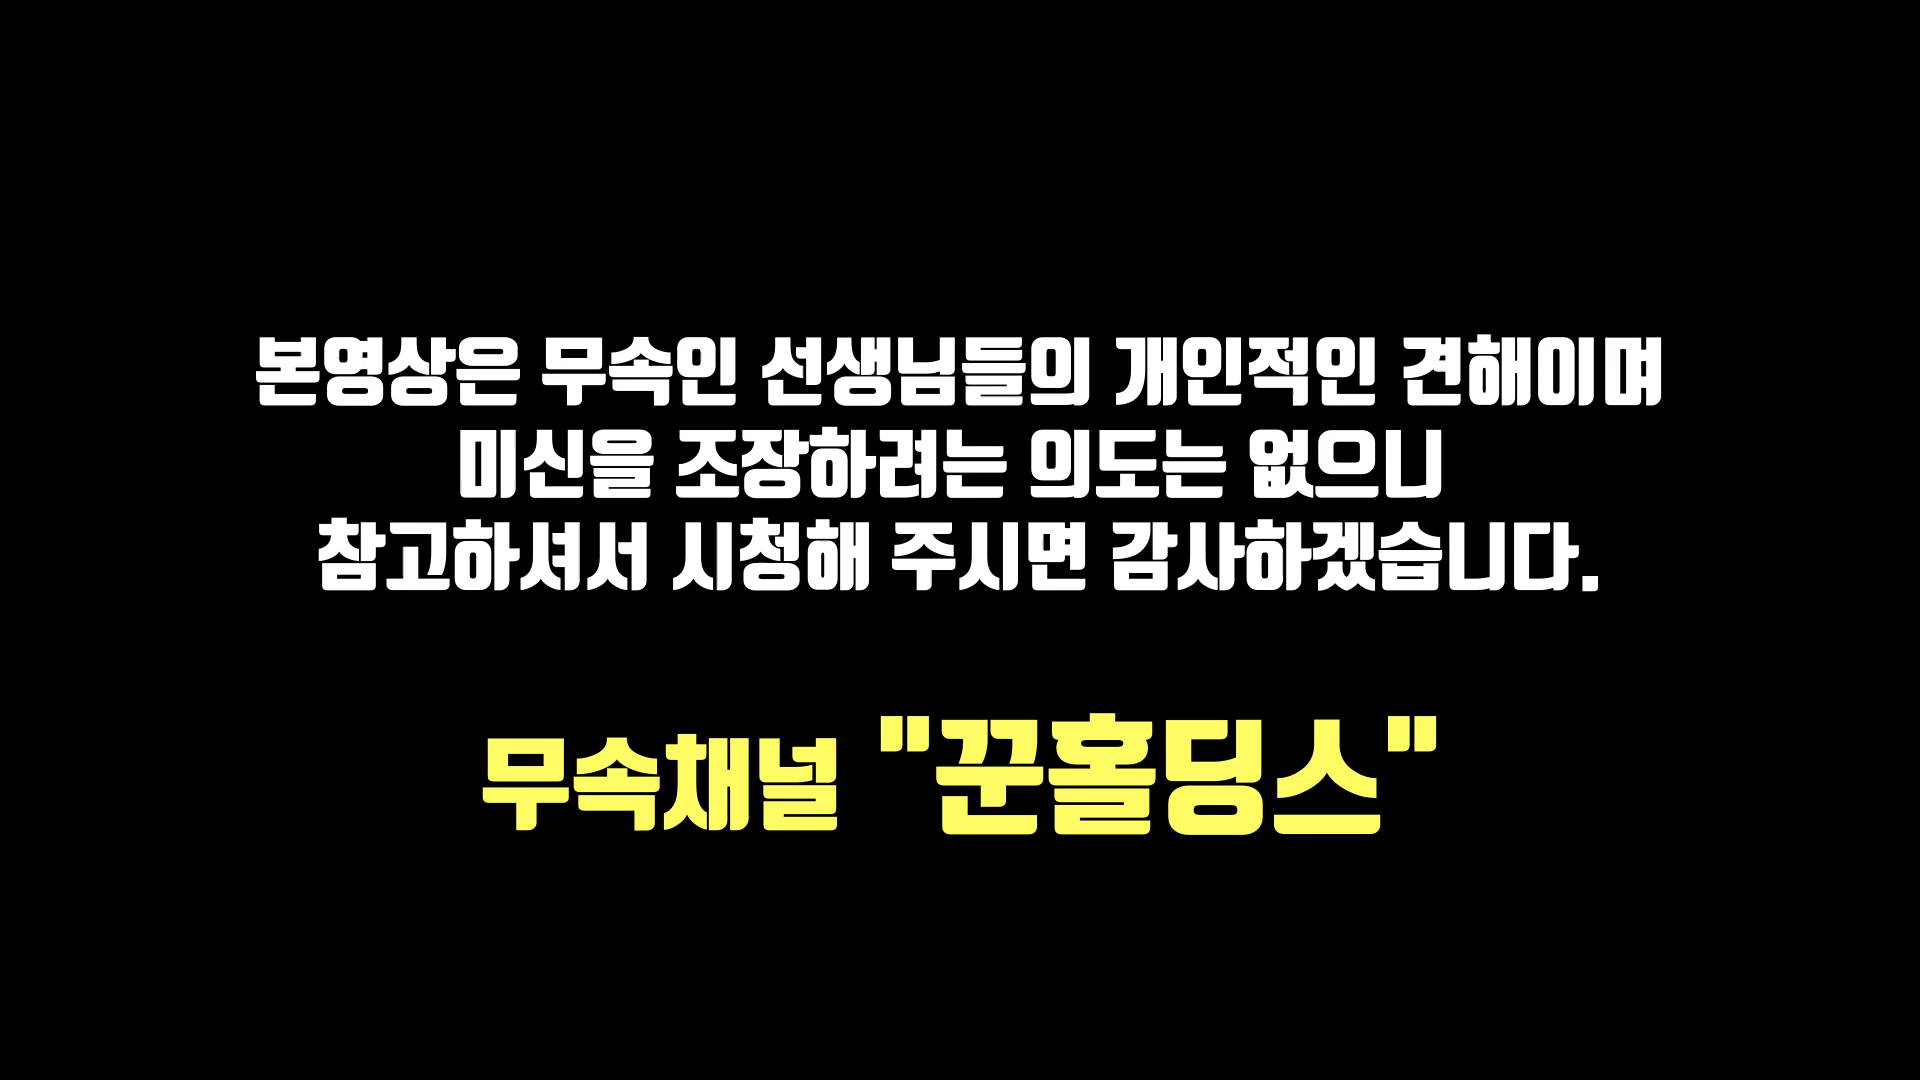 본영상은 무속인 선생님들의 개인적인 견해이며
미신을 조장하려는 의도는 없으니
참고하셔서 시청해 주시면 감사하겠습니다.
무속채널 "꾼홀딩스"